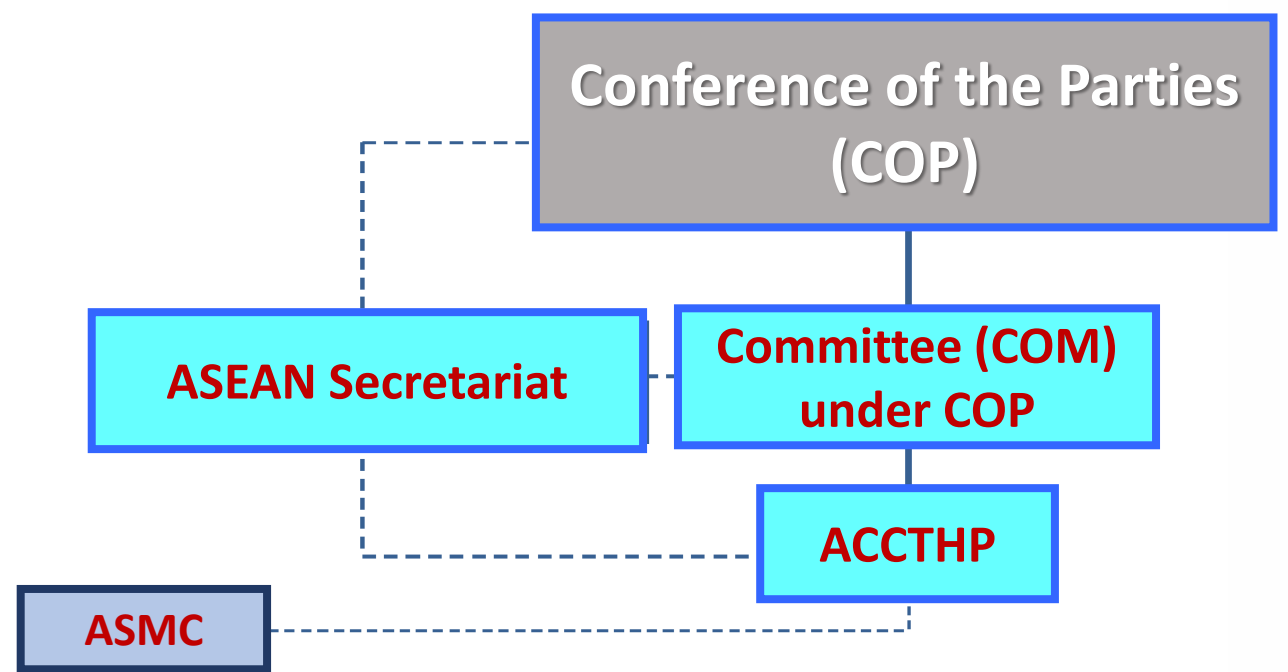 Conference of the Parties
(COP)
ASEAN Secretariat
Committee (COM)
under COP
ACCTHP
ASMC